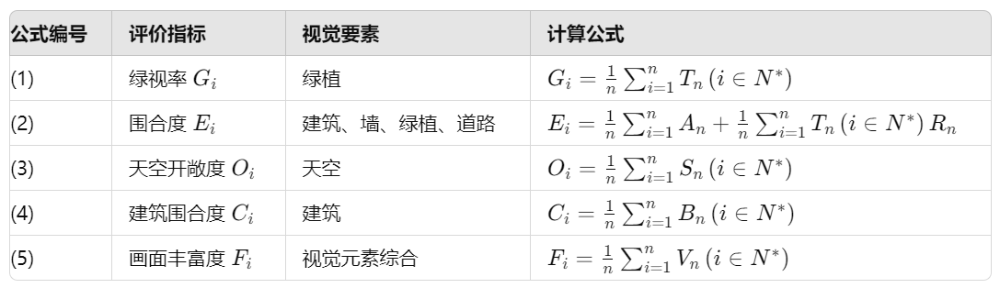 公式编号 评价指标 视觉要素 计算公式
(1) 绿视率 G_i 绿植 G_i = \frac{1}{n} \sum_{i=1}^{n} T_n (i ∈ N^*)
(2) 围合度 E_i 建筑、墙、绿植、道路 E_i = \frac{1}{n} \sum_{i=1}^{n} A_n + \frac{1}{n} \sum_{i=1}^{n} T_n (i ∈ N^*) R_n
(3) 天空开敞度 O_i 天空 O_i = \frac{1}{n} \sum_{i=1}^{n} S_n (i ∈ N^*)
(4) 建筑围合度 C_i 建筑 C_i = \frac{1}{n} \sum_{i=1}^{n} B_n (i ∈ N^*)
(5) 画面丰富度 F_i 视觉元素综合 F_i = \frac{1}{n} \sum_{i=1}^{n} V_n (i ∈ N^*)